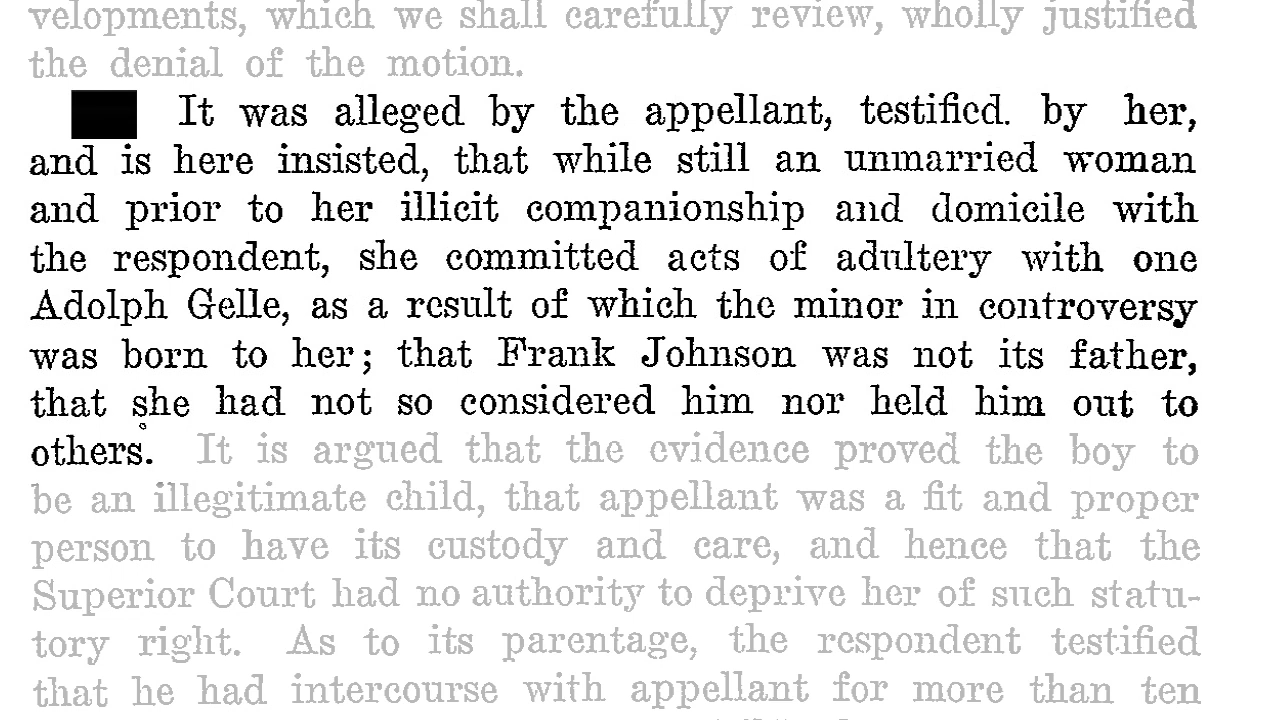 velopments, which we shall carefully review, wholly justified
the denial of the motion.
It was alleged by the appellant, testified by her,
and is here insisted, that while still an unmarried woman
and prior to her illicit companionship and domicile with
the respondent, she committed acts of adultery with one
Adolph Gelle, as a result of which the minor in controversy
was born to her; that Frank Johnson was not its father,
that she had not so considered him nor held him out to
others. It is argued that the evidence proved the boy to
be an illegitimate child, that appellant was a fit and proper
person to have its custody and care, and hence that the
Superior Court had no authority to deprive her of such statu-
tory right. As to its parentage, the respondent testified
that he had intercourse with appellant for more than ten